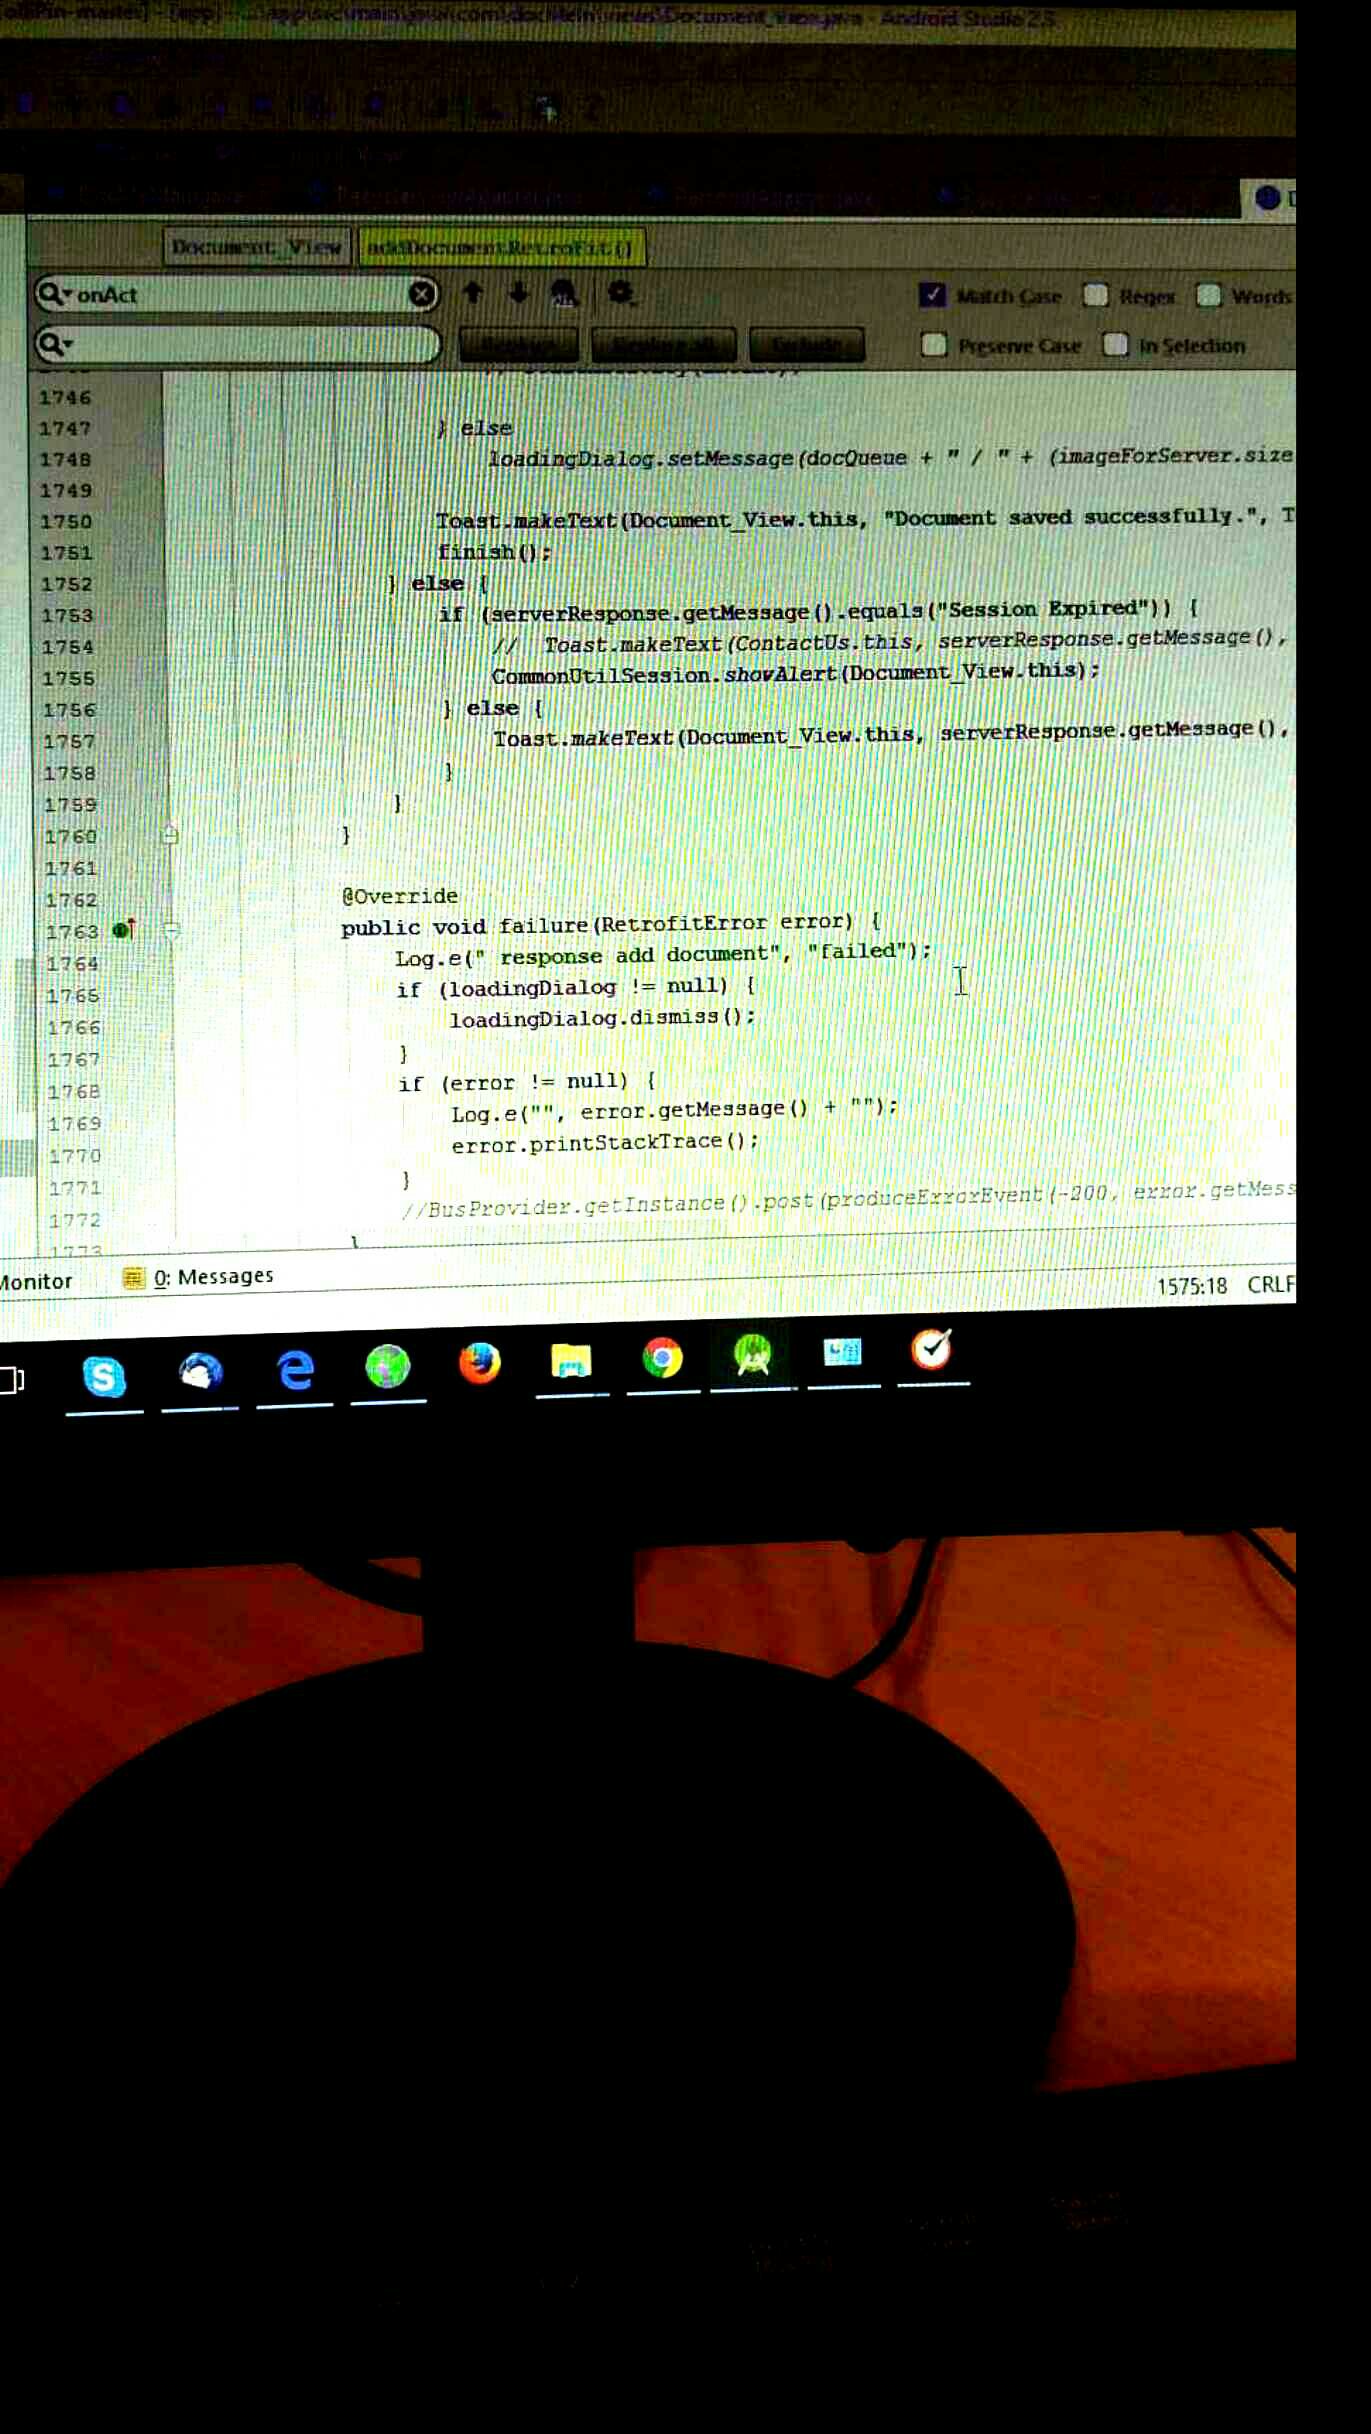 Document_View.java - Android Studio 2.3
Document_View addDocumentRetroFit()
onAct Match Case Regex Words
Preserve Case In Selection
1746
1747 } else
1748 loadingDialog.setMessage(docQueue + " / " + (imageForServer.size
1749
1750 Toast.makeText(Document_View.this, "Document saved successfully.", T
1751 finish();
1752 } else {
1753 if (serverResponse.getMessage().equals("Session Expired")) {
1754 // Toast.makeText(ContactUs.this, serverResponse.getMessage(),
1755 CommonUtilSession.showAlert(Document_View.this);
1756 } else {
1757 Toast.makeText(Document_View.this, serverResponse.getMessage(),
1758 }
1759 }
1760 }
1761
1762 @Override
1763 public void failure(RetrofitError error) {
1764 Log.e(" response add document", "failed");
1765 if (loadingDialog != null) {
1766 loadingDialog.dismiss();
1767 }
1768 if (error != null) {
1769 Log.e("", error.getMessage() + "");
1770 error.printStackTrace();
1771 }
1772 //BusProvider.getInstance().post(produceErrorEvent(-200, error.getMess
1773 }
Monitor 0: Messages
1575:18 CRLF